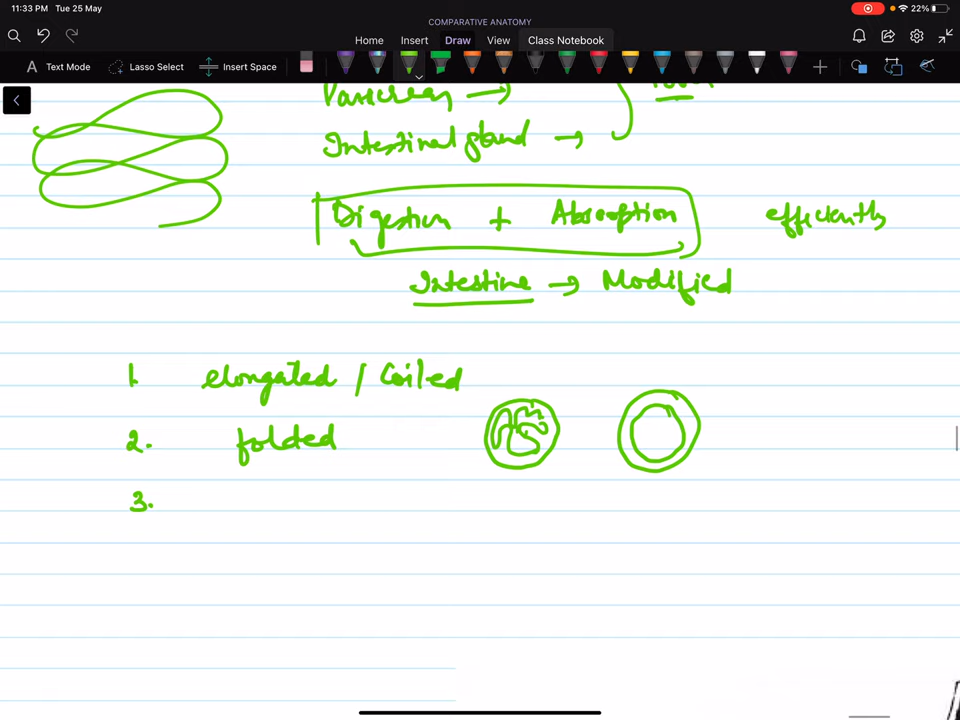 11:33 PM Tue 25 May
22%
COMPARATIVE ANATOMY
Home Insert Draw View Class Notebook
Text Mode Lasso Select Insert Space
Pancreas →
Intestinal gland →
Digestion + Absorption efficiently
Intestine → Modified
1. elongated / Coiled
2. folded
3.